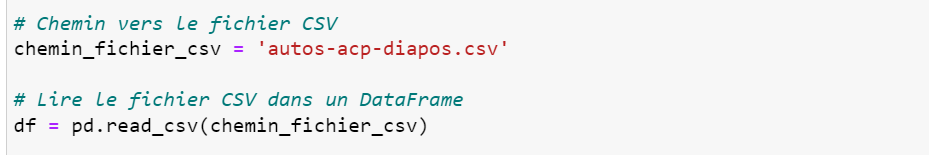 # Chemin vers le fichier CSV
chemin_fichier_csv = 'autos-acp-diapos.csv'
# Lire le fichier CSV dans un DataFrame
df = pd.read_csv(chemin_fichier_csv)